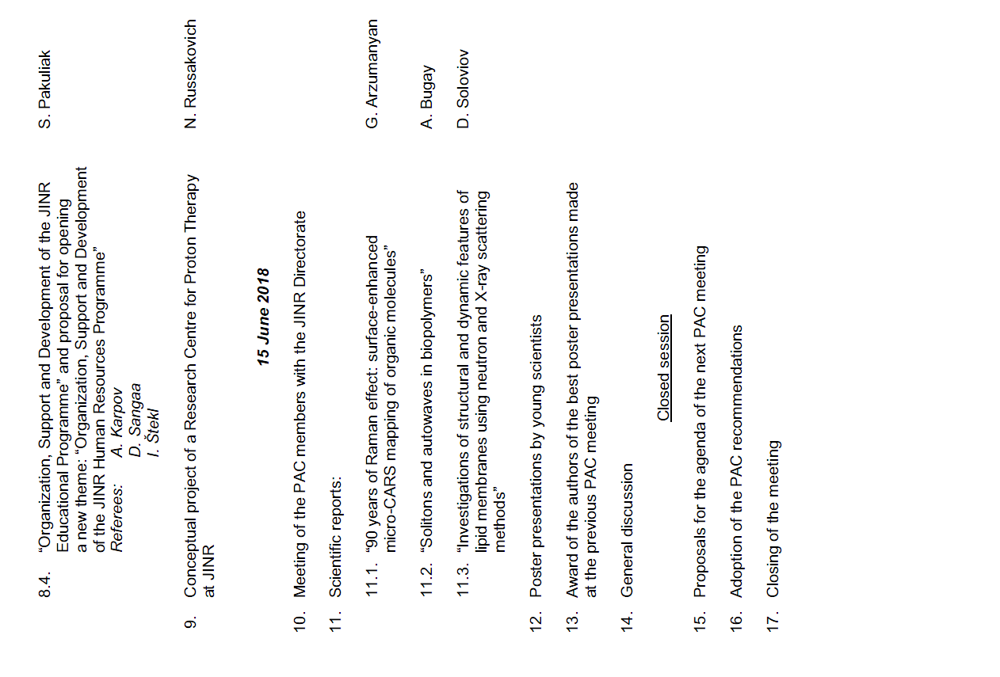 8.4. “Organization, Support and Development of the JINR S. Pakuliak
Educational Programme” and proposal for opening
a new theme: “Organization, Support and Development
of the JINR Human Resources Programme”
Referees: A. Karpov
D. Sangaa
I. Štekl
9. Conceptual project of a Research Centre for Proton Therapy N. Russakovich
at JINR
15 June 2018
10. Meeting of the PAC members with the JINR Directorate
11. Scientific reports:
11.1. “90 years of Raman effect: surface-enhanced G. Arzumanyan
micro-CARS mapping of organic molecules”
11.2. “Solitons and autowaves in biopolymers” A. Bugay
11.3. “Investigations of structural and dynamic features of D. Soloviov
lipid membranes using neutron and X-ray scattering
methods”
12. Poster presentations by young scientists
13. Award of the authors of the best poster presentations made
at the previous PAC meeting
14. General discussion
Closed session
15. Proposals for the agenda of the next PAC meeting
16. Adoption of the PAC recommendations
17. Closing of the meeting